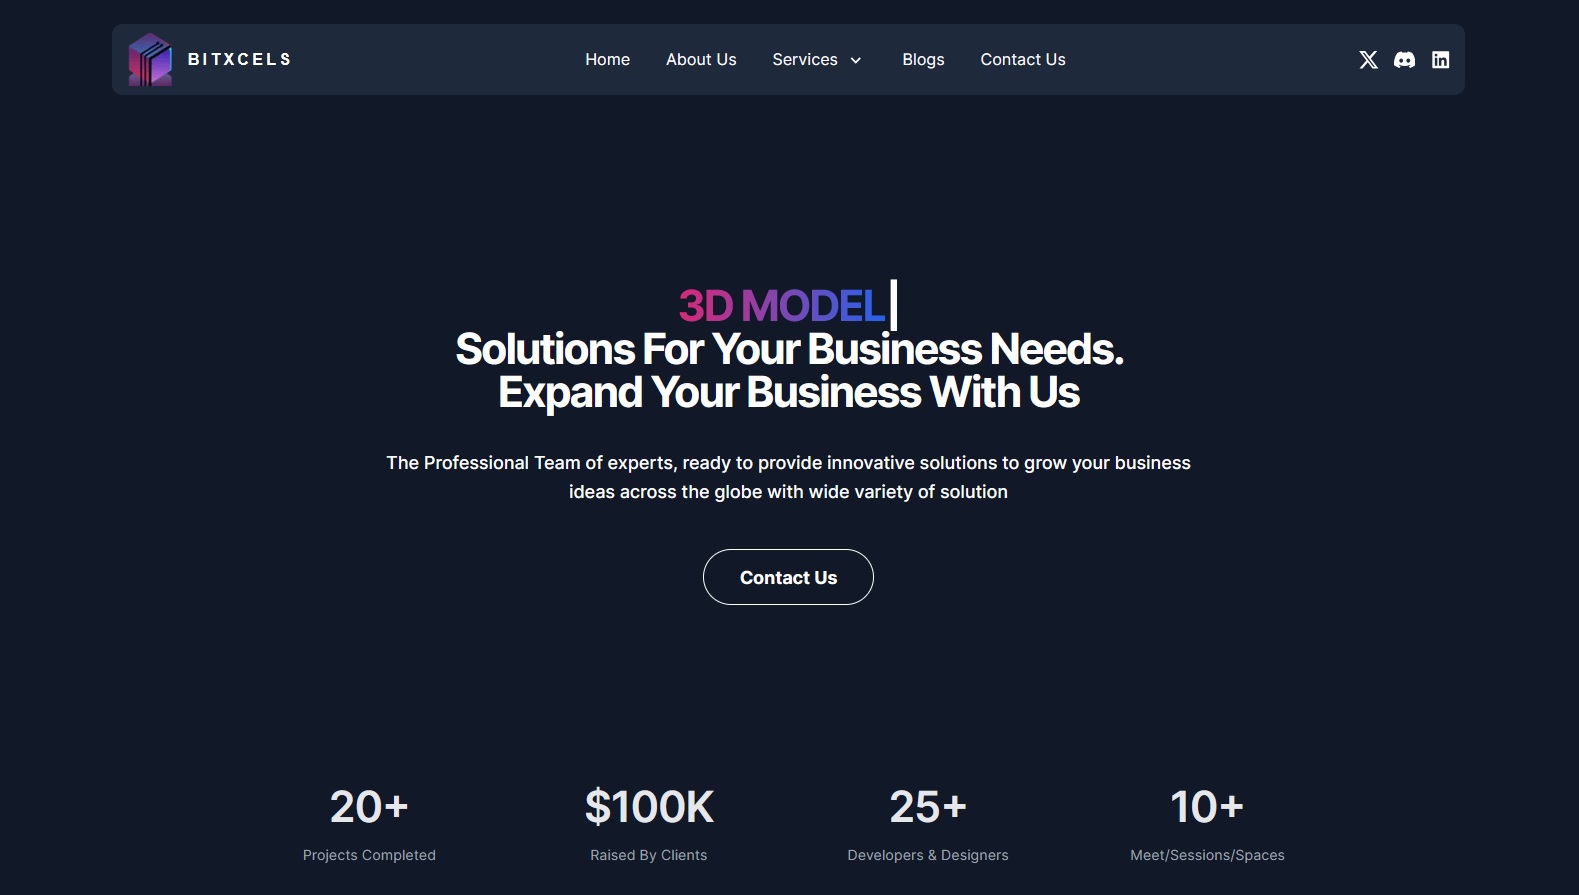 BITXCELS
Home About Us Services Blogs Contact Us
3D MODEL
Solutions For Your Business Needs.
Expand Your Business With Us
The Professional Team of experts, ready to provide innovative solutions to grow your business
ideas across the globe with wide variety of solution
Contact Us
20+ $100K 25+ 10+
Projects Completed Raised By Clients Developers & Designers Meet/Sessions/Spaces